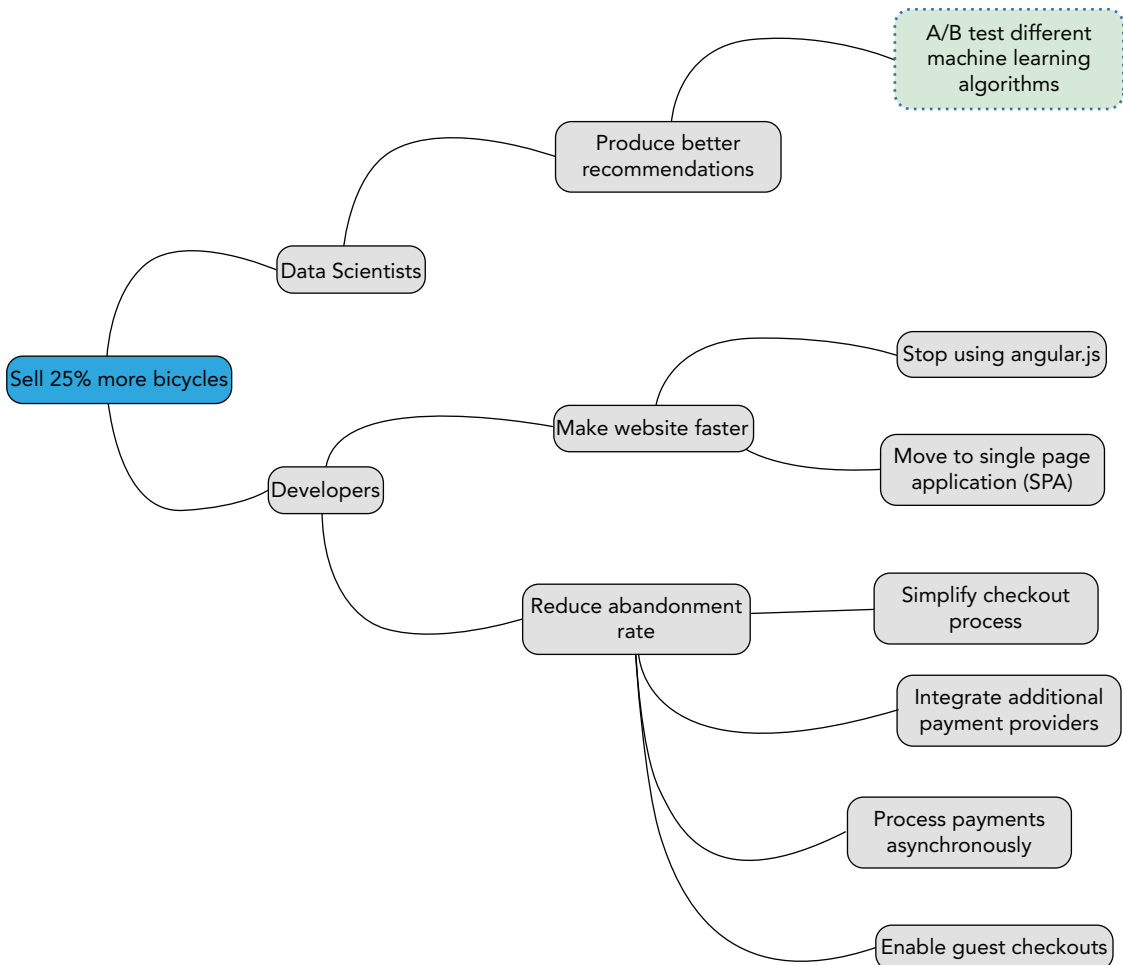 A/B test different
machine learning
algorithms
Produce better
recommendations
Data Scientists
Sell 25% more bicycles
Stop using angular.js
Make website faster
Move to single page
application (SPA)
Developers
Simplify checkout
process
Reduce abandonment
rate
Integrate additional
payment providers
Process payments
asynchronously
Enable guest checkouts